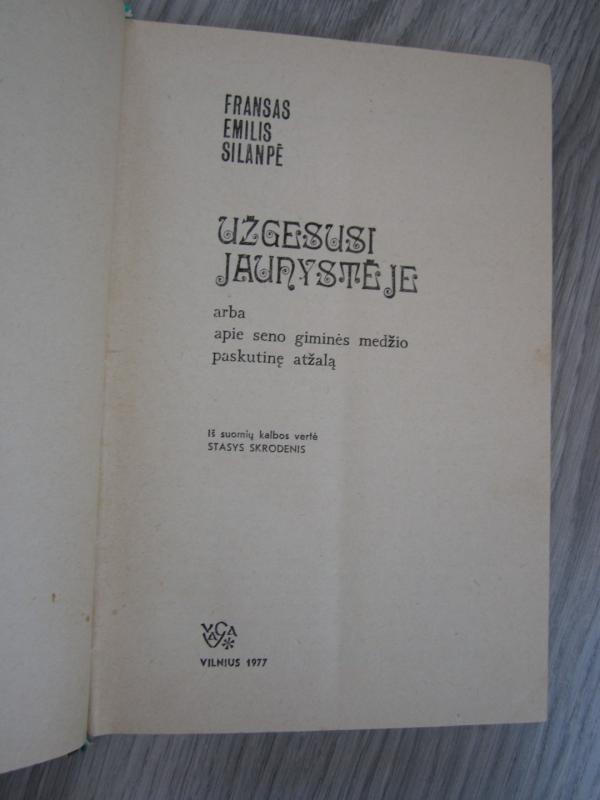 FRANSAS
EMILIS
SILANPĖ
UŽGESUSI
JAUNYSTĖJE
arba
apie seno giminės medžio
paskutinę atžalą
Iš suomių kalbos vertė
STASYS SKRODENIS
VAGA
VILNIUS 1977